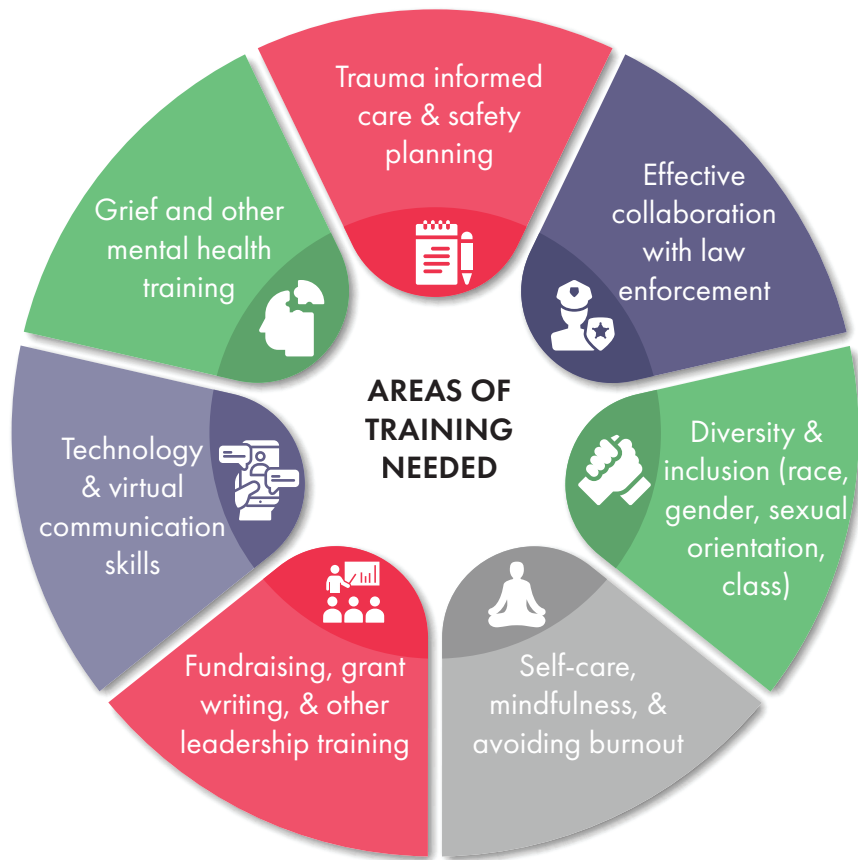 Trauma informed
care & safety
planning
Effective
collaboration
with law
enforcement
Diversity &
inclusion (race,
gender, sexual
orientation,
class)
Self-care,
mindfulness, &
avoiding burnout
Fundraising, grant
writing, & other
leadership training
Technology
& virtual
communication
skills
Grief and other
mental health
training
AREAS OF
TRAINING
NEEDED